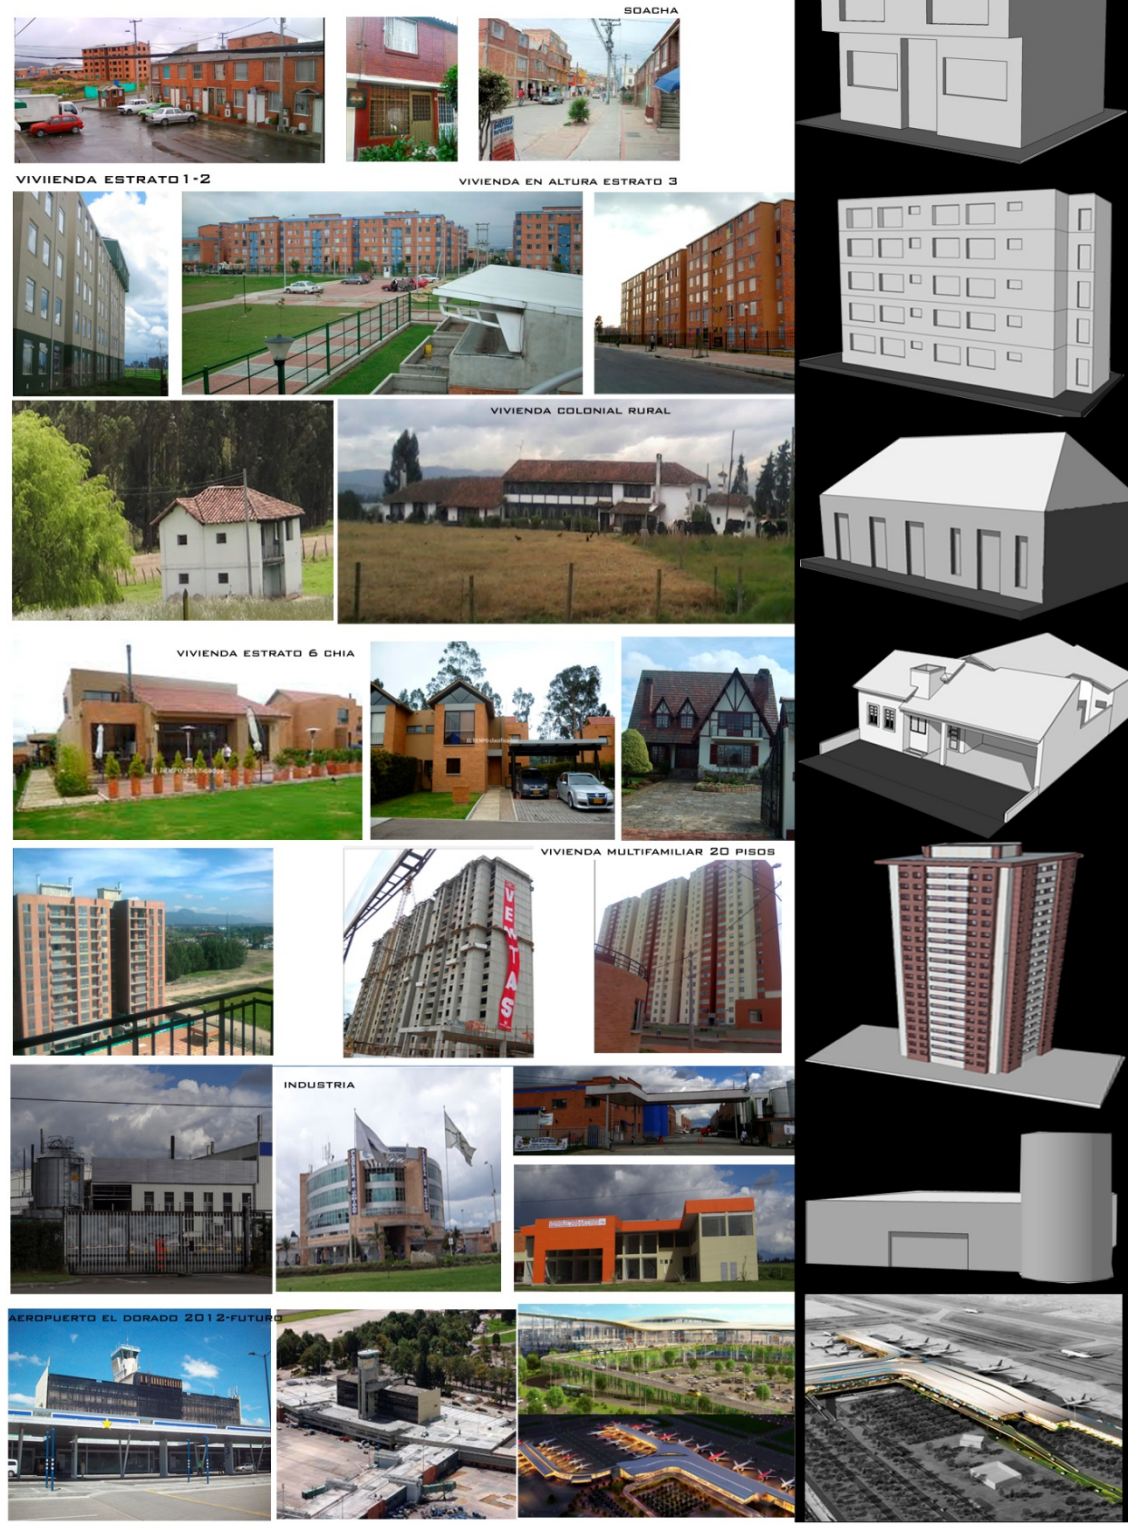 SOACHA
VIVIIENDA ESTRATO 1-2
VIVIENDA EN ALTURA ESTRATO 3
VIVIENDA COLONIAL RURAL
VIVIENDA ESTRATO 6 CHIA
VIVIENDA MULTIFAMILIAR 20 PISOS
VENTAS
INDUSTRIA
AEROPUERTO EL DORADO 2012-FUTURO